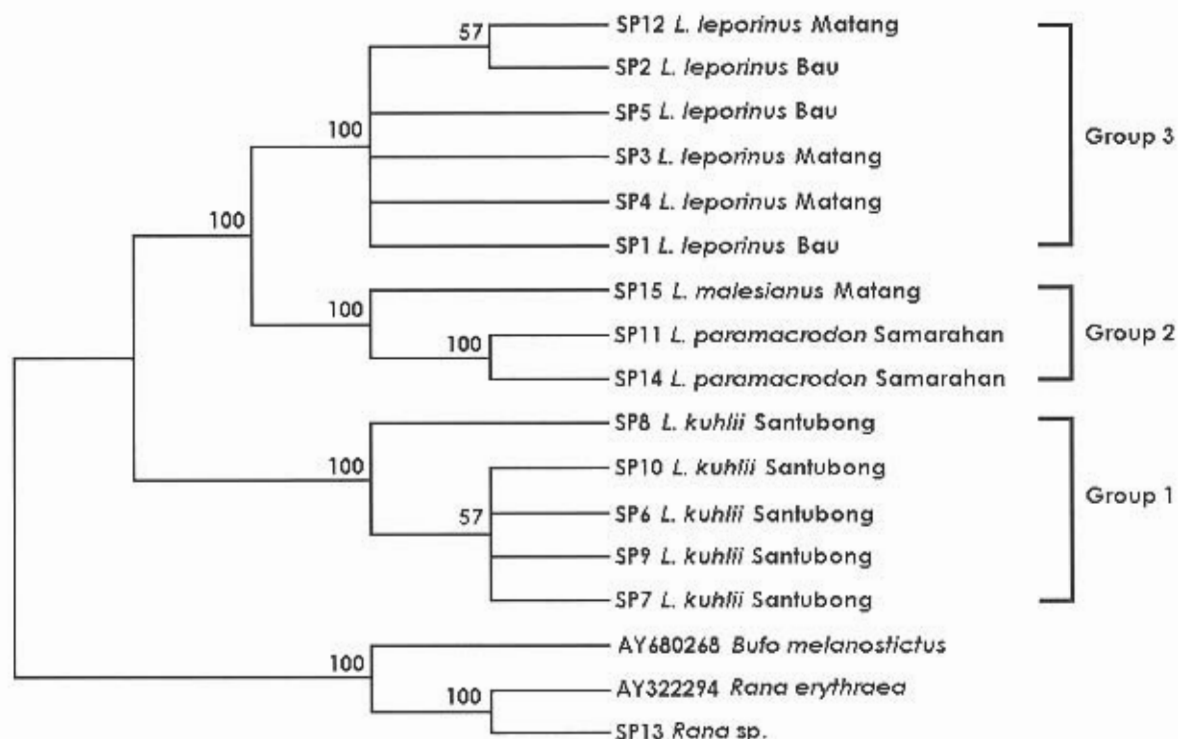 57
SP12 L. leporinus Matang
SP2 L. leporinus Bau
100
SP5 L. leporinus Bau
Group 3
SP3 L. leporinus Matang
SP4 L. leporinus Matang
100
SP1 L. leporinus Bau
100
SP15 L. malesianus Matang
SP11 L. paramacrodon Samarahan
Group 2
100
SP14 L. paramacrodon Samarahan
SP8 L. kuhlii Santubong
100
SP10 L. kuhlii Santubong
Group 1
57
SP6 L. kuhlii Santubong
SP9 L. kuhlii Santubong
SP7 L. kuhlii Santubong
100
AY680268 Bufo melanostictus
100
AY322294 Rana erythraea
SP13 Rana sp.